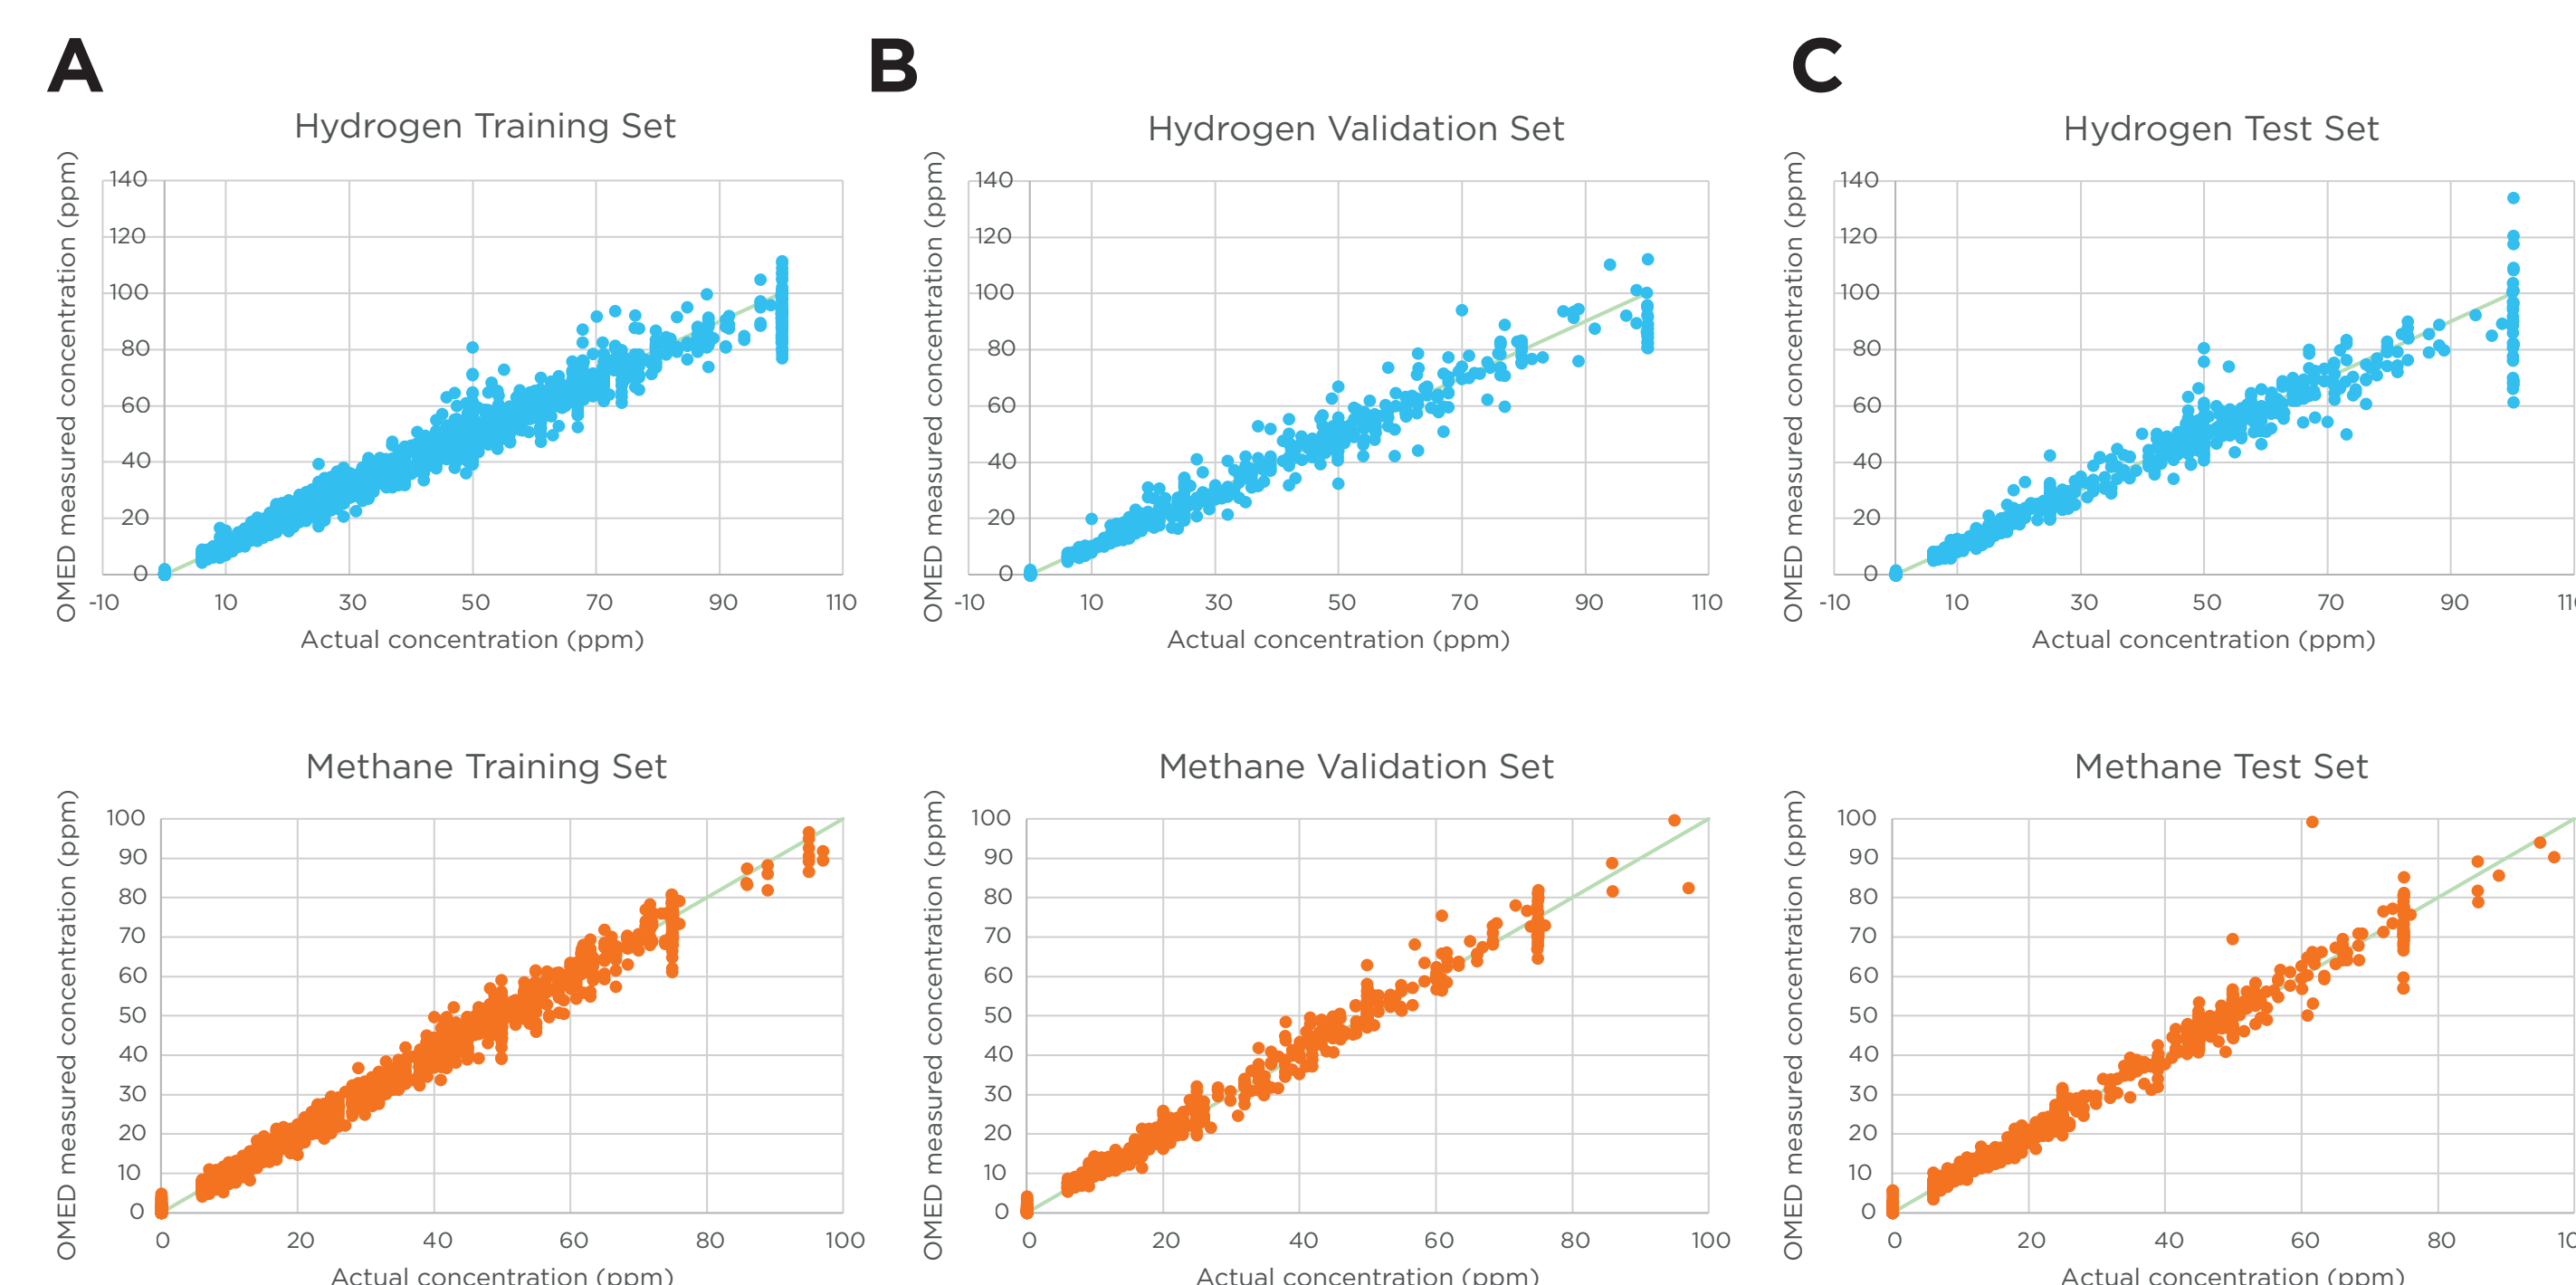 A
B
C
Hydrogen Training Set
Hydrogen Validation Set
Hydrogen Test Set
OMED measured concentration (ppm)
140
120
100
80
60
40
20
0
-10 10 30 50 70 90 110
Actual concentration (ppm)
OMED measured concentration (ppm)
140
120
100
80
60
40
20
0
-10 10 30 50 70 90 110
Actual concentration (ppm)
OMED measured concentration (ppm)
140
120
100
80
60
40
20
0
-10 10 30 50 70 90
Actual concentration (ppm)
Methane Training Set
Methane Validation Set
Methane Test Set
OMED measured concentration (ppm)
100
90
80
70
60
50
40
30
20
10
0
0 20 40 60 80 100
Actual concentration (ppm)
OMED measured concentration (ppm)
100
90
80
70
60
50
40
30
20
10
0
0 20 40 60 80 100
Actual concentration (ppm)
OMED measured concentration (ppm)
100
90
80
70
60
50
40
30
20
10
0
0 20 40 60 80
Actual concentration (ppm)